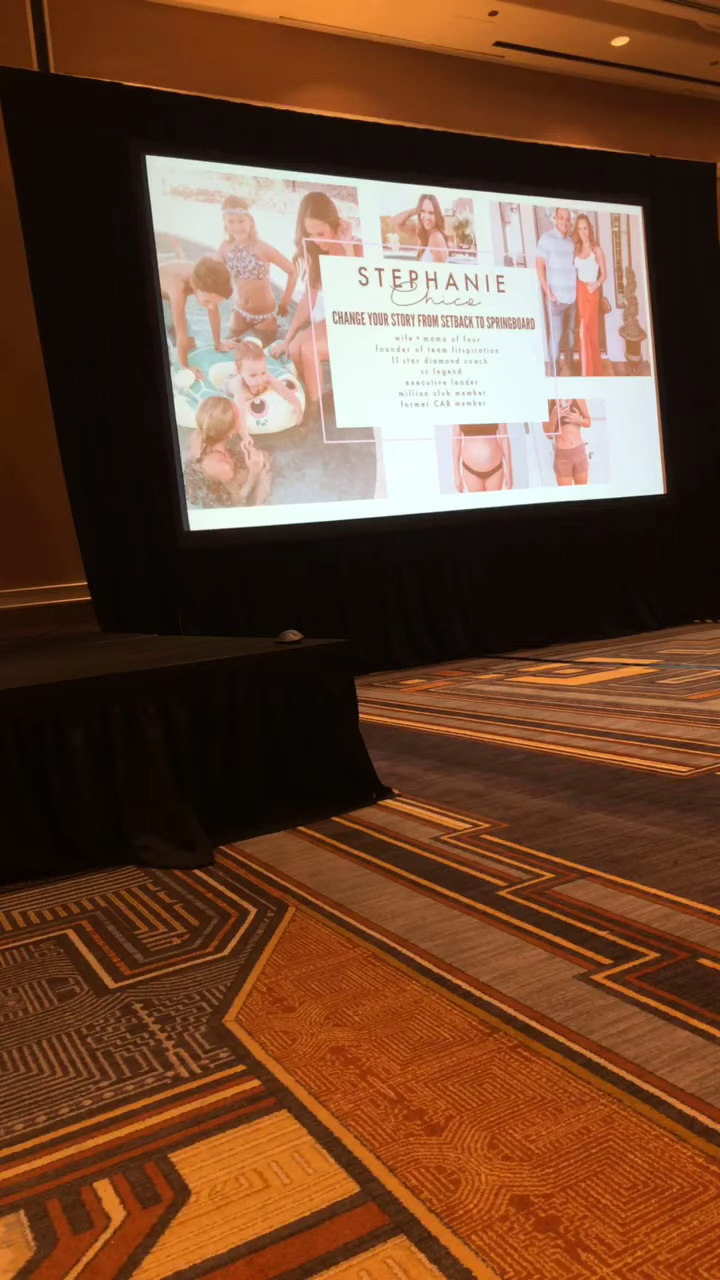 STEPHANIE
Chico
CHANGE YOUR STORY FROM SETBACK TO SPRINGBOARD
wife + mama of four
founder of team fitspiration
11 star diamond coach
sc legend
executive leader
million club member
former CAB member